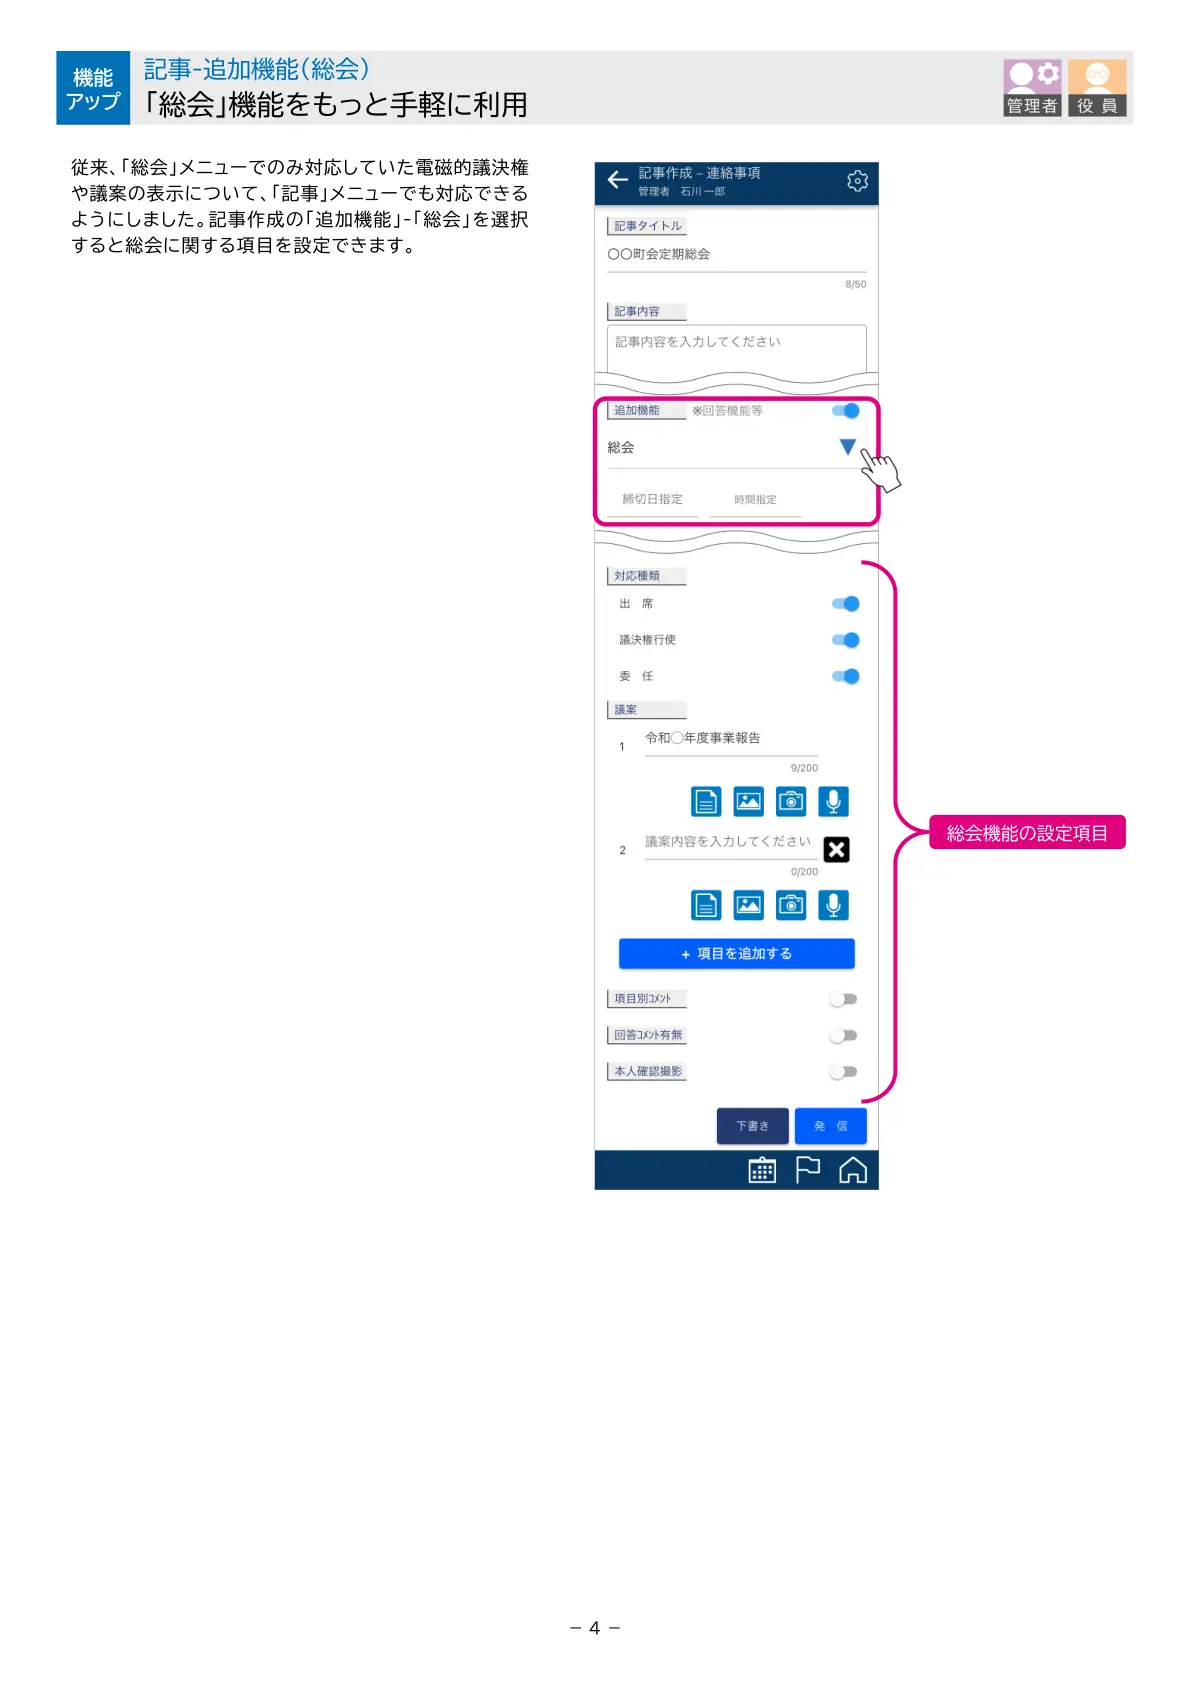 機能
アップ
記事-追加機能(総会)
「総会」機能をもっと手軽に利用
管理者
役 員
従来、「総会」メニューでのみ対応していた電磁的議決権
や議案の表示について、「記事」メニューでも対応できる
ようにしました。記事作成の「追加機能」-「総会」を選択
すると総会に関する項目を設定できます。
記事作成 – 連絡事項
管理者 石川 一郎
記事タイトル
〇〇町会定期総会
8/50
記事内容
記事内容を入力してください
追加機能 ※回答機能等
総会
締切日指定 時間指定
対応種類
出 席
議決権行使
委 任
議案
1 令和〇年度事業報告
9/200
2 議案内容を入力してください
0/200
+ 項目を追加する
項目別ｺﾒﾝﾄ
回答ｺﾒﾝﾄ有無
本人確認撮影
下書き 発 信
総会機能の設定項目
– 4 –